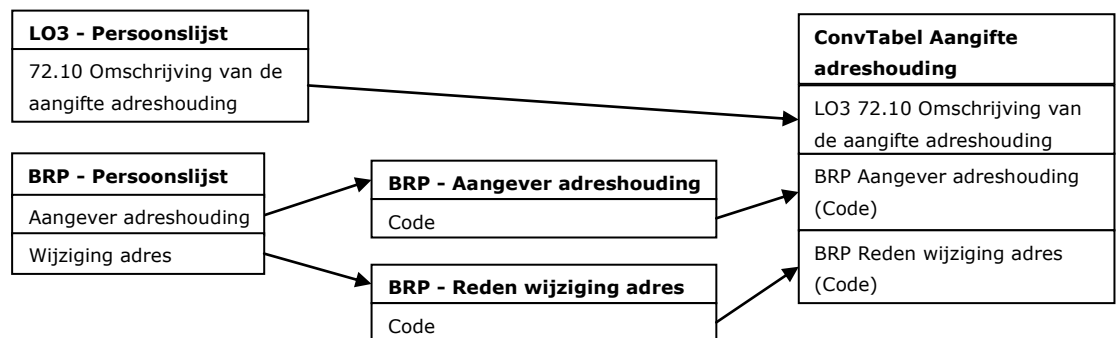 LO3 - Persoonslijst
72.10 Omschrijving van de
aangifte adreshouding
BRP - Persoonslijst
Aangever adreshouding
Wijziging adres
BRP - Aangever adreshouding
Code
BRP - Reden wijziging adres
Code
ConvTabel Aangifte
adreshouding
LO3 72.10 Omschrijving van
de aangifte adreshouding
BRP Aangever adreshouding
(Code)
BRP Reden wijziging adres
(Code)